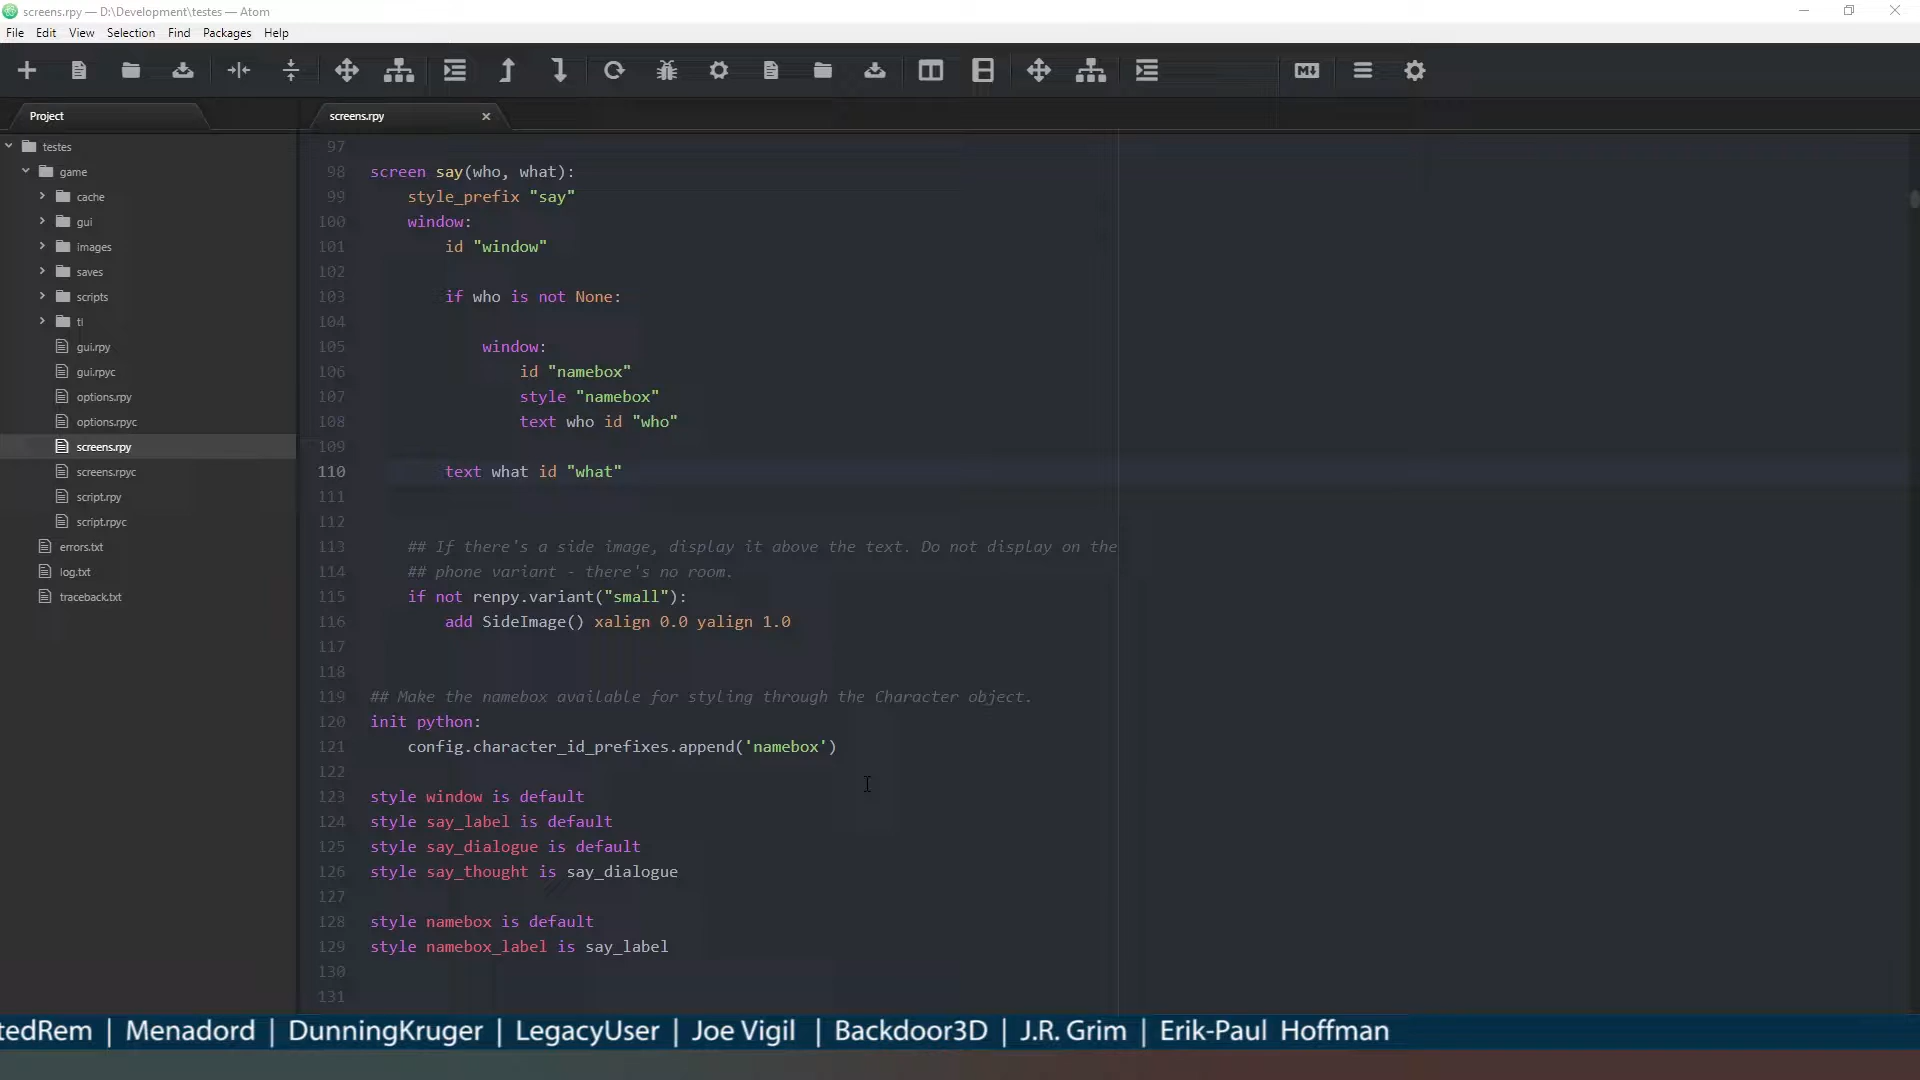 screens.rpy — D:\Development\testes — Atom
File Edit View Selection Find Packages Help
M↓
Project
screens.rpy
testes
game
cache
gui
images
saves
scripts
tl
gui.rpy
gui.rpyc
options.rpy
options.rpyc
screens.rpy
screens.rpyc
script.rpy
script.rpyc
errors.txt
log.txt
traceback.txt
97
98 screen say(who, what):
99 style_prefix "say"
100 window:
101 id "window"
102
103 if who is not None:
104
105 window:
106 id "namebox"
107 style "namebox"
108 text who id "who"
109
110 text what id "what"
111
112
113 ## If there's a side image, display it above the text. Do not display on the
114 ## phone variant - there's no room.
115 if not renpy.variant("small"):
116 add SideImage() xalign 0.0 yalign 1.0
117
118
119 ## Make the namebox available for styling through the Character object.
120 init python:
121 config.character_id_prefixes.append('namebox')
122
123 style window is default
124 style say_label is default
125 style say_dialogue is default
126 style say_thought is say_dialogue
127
128 style namebox is default
129 style namebox_label is say_label
130
131
tedRem | Menadord | DunningKruger | LegacyUser | Joe Vigil | Backdoor3D | J.R. Grim | Erik-Paul Hoffman